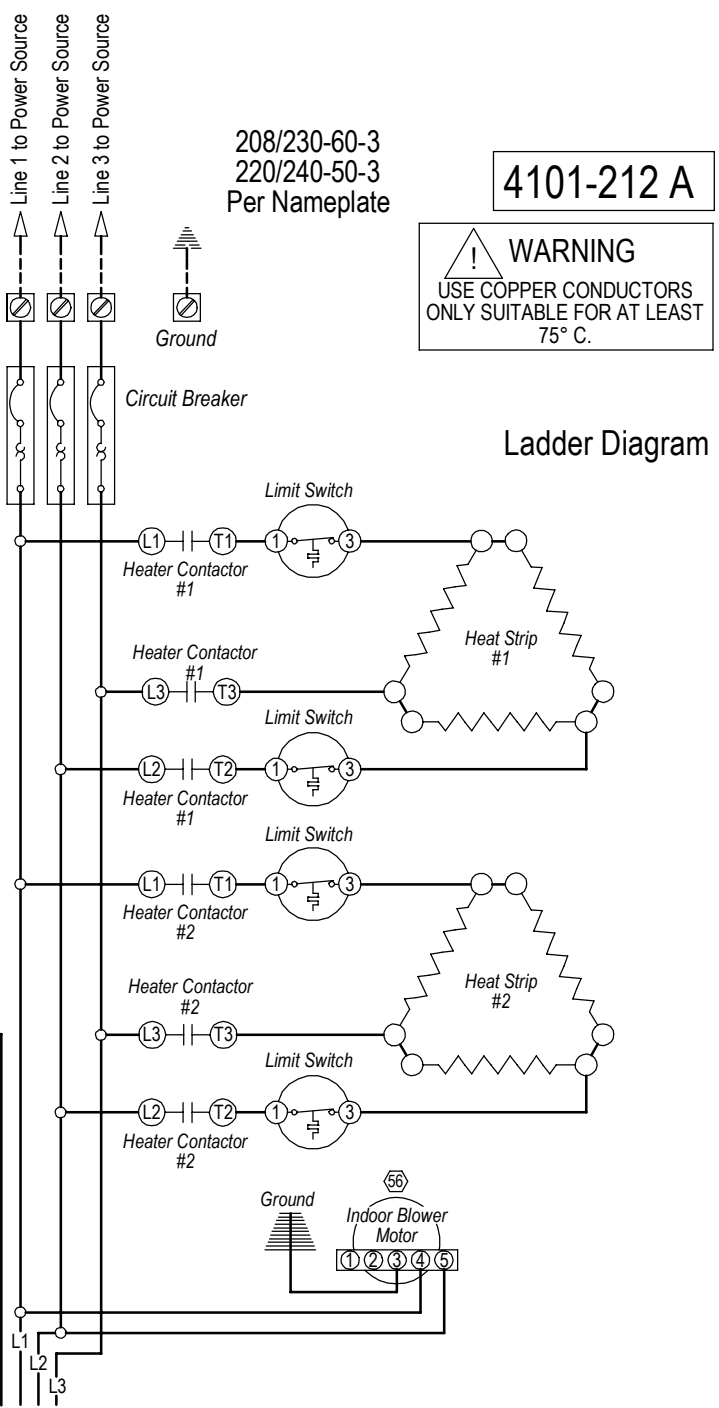 Line 1 to Power Source
Line 2 to Power Source
Line 3 to Power Source
208/230-60-3
220/240-50-3
Per Nameplate
4101-212 A
! WARNING
USE COPPER CONDUCTORS
ONLY SUITABLE FOR AT LEAST
75° C.
Ground
Circuit Breaker
Ladder Diagram
Limit Switch
L1 T1 1 3
Heater Contactor
#1
Heat Strip
#1
Heater Contactor
#1
L3 T3
Limit Switch
L2 T2 1 3
Heater Contactor
#1
Limit Switch
L1 T1 1 3
Heater Contactor
#2
Heat Strip
#2
Heater Contactor
#2
L3 T3
Limit Switch
L2 T2 1 3
Heater Contactor
#2
56
Ground
Indoor Blower
Motor
1 2 3 4 5
L1
L2
L3